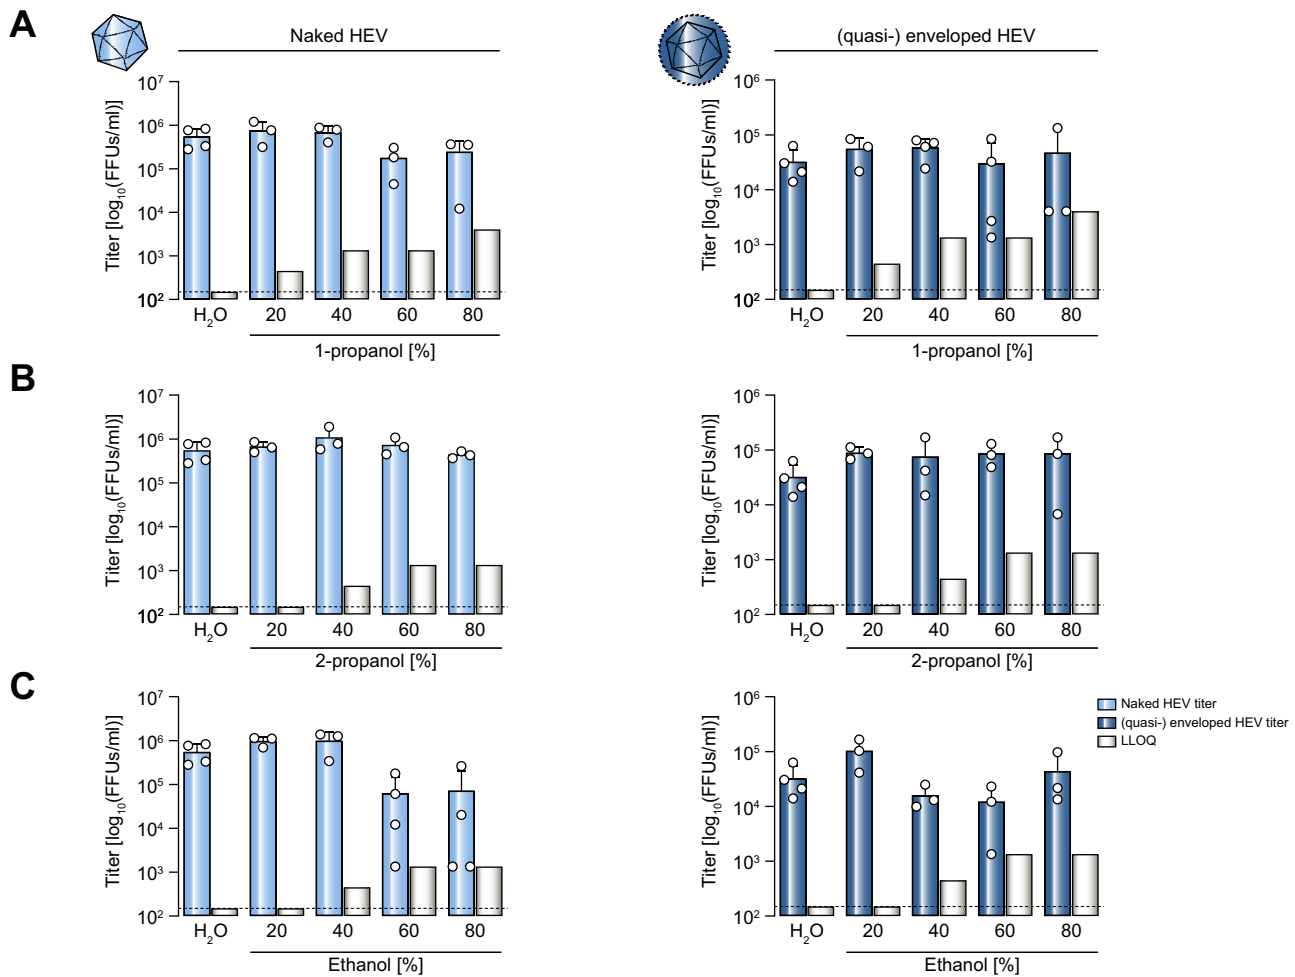 A
Naked HEV
(quasi-) enveloped HEV
Titer [log₁₀(FFUs/ml)]
10⁷
10⁶
10⁵
10⁴
10³
10²
H₂O
20
40
60
80
1-propanol [%]
Titer [log₁₀(FFUs/ml)]
10⁶
10⁵
10⁴
10³
10²
H₂O
20
40
60
80
1-propanol [%]
B
Titer [log₁₀(FFUs/ml)]
10⁷
10⁶
10⁵
10⁴
10³
10²
H₂O
20
40
60
80
2-propanol [%]
Titer [log₁₀(FFUs/ml)]
10⁶
10⁵
10⁴
10³
10²
H₂O
20
40
60
80
2-propanol [%]
C
Titer [log₁₀(FFUs/ml)]
10⁷
10⁶
10⁵
10⁴
10³
10²
H₂O
20
40
60
80
Ethanol [%]
Titer [log₁₀(FFUs/ml)]
10⁶
10⁵
10⁴
10³
10²
H₂O
20
40
60
80
Ethanol [%]
Naked HEV titer
(quasi-) enveloped HEV titer
LLOQ